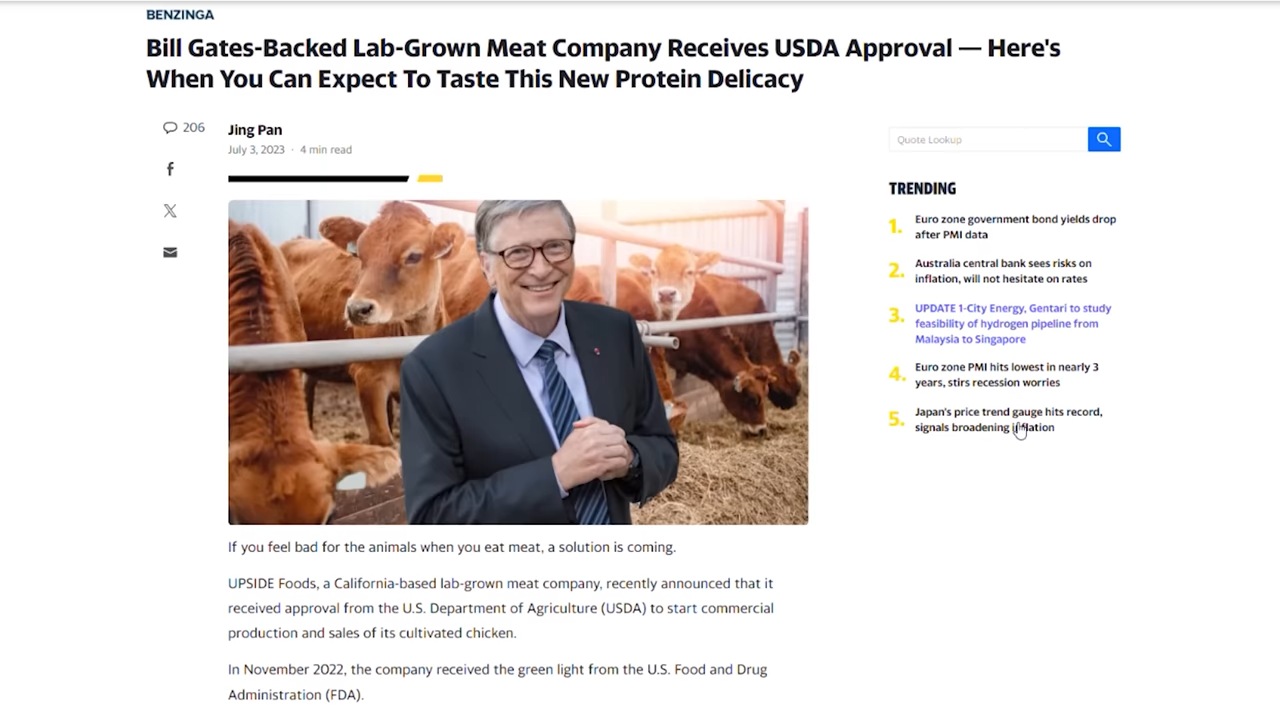 BENZINGA
Bill Gates-Backed Lab-Grown Meat Company Receives USDA Approval — Here's
When You Can Expect To Taste This New Protein Delicacy
206
Jing Pan
July 3, 2023 · 4 min read
If you feel bad for the animals when you eat meat, a solution is coming.
UPSIDE Foods, a California-based lab-grown meat company, recently announced that it
received approval from the U.S. Department of Agriculture (USDA) to start commercial
production and sales of its cultivated chicken.
In November 2022, the company received the green light from the U.S. Food and Drug
Administration (FDA).
Quote Lookup
TRENDING
1. Euro zone government bond yields drop
after PMI data
2. Australia central bank sees risks on
inflation, will not hesitate on rates
3. UPDATE 1-City Energy, Gentari to study
feasibility of hydrogen pipeline from
Malaysia to Singapore
4. Euro zone PMI hits lowest in nearly 3
years, stirs recession worries
5. Japan's price trend gauge hits record,
signals broadening inflation